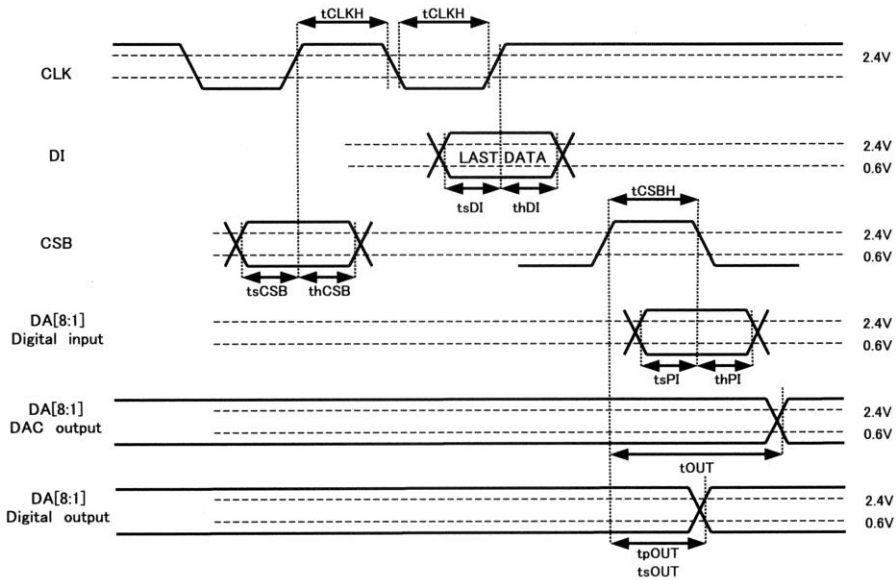 tCLKH tCLKH
CLK
2.4V
DI
2.4V
LAST DATA
0.6V
tsDI thDI
tCSBH
CSB
2.4V
0.6V
tsCSB thCSB
DA[8:1]
Digital input
2.4V
0.6V
tsPI thPI
DA[8:1]
DAC output
2.4V
0.6V
tOUT
DA[8:1]
Digital output
2.4V
0.6V
tpOUT
tsOUT